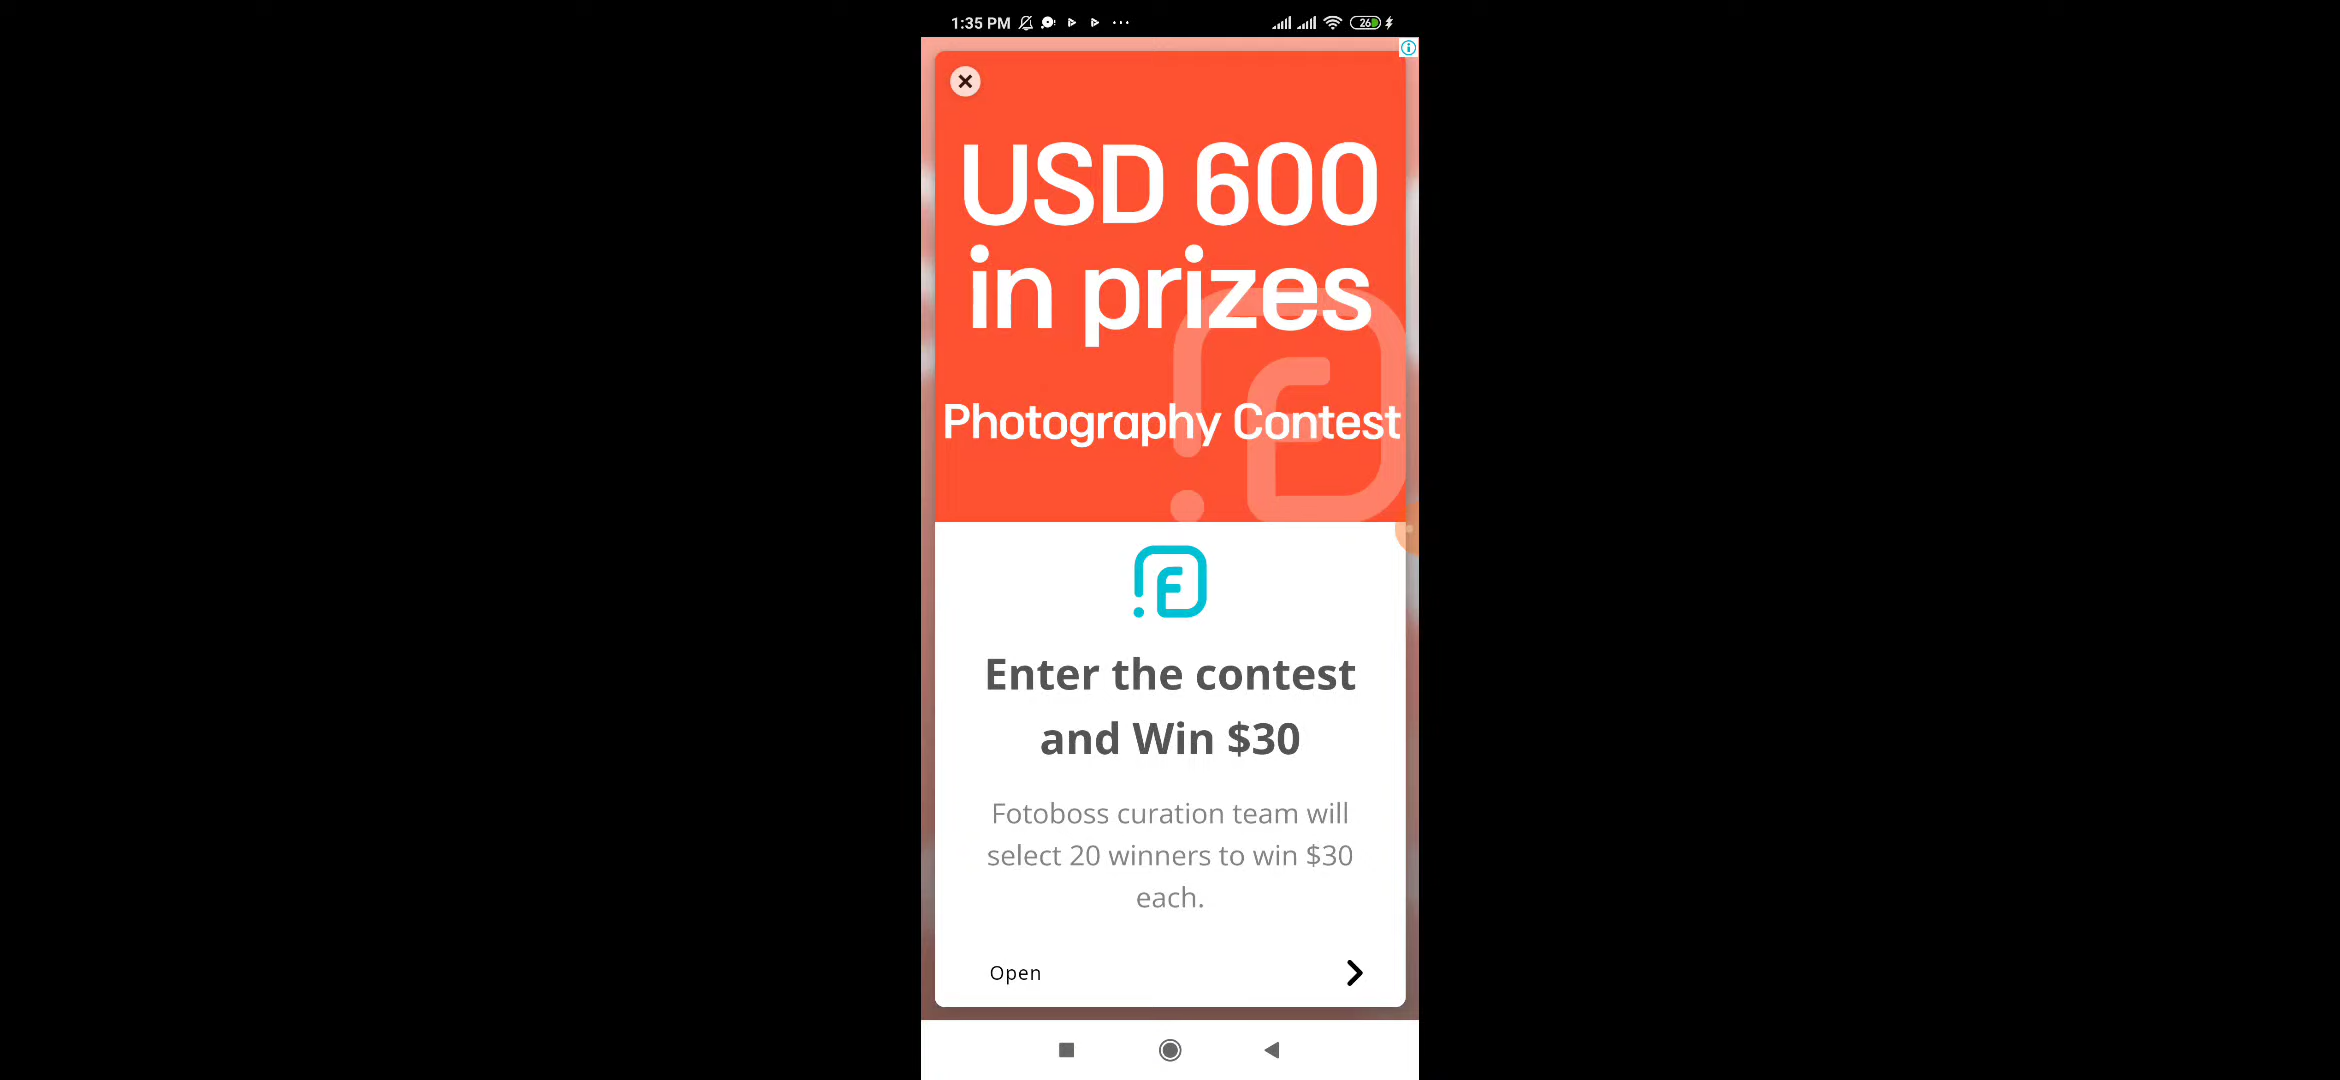 1:35 PM
26
USD 600
in prizes
Photography Contest
Enter the contest
and Win $30
Fotoboss curation team will
select 20 winners to win $30
each.
Open